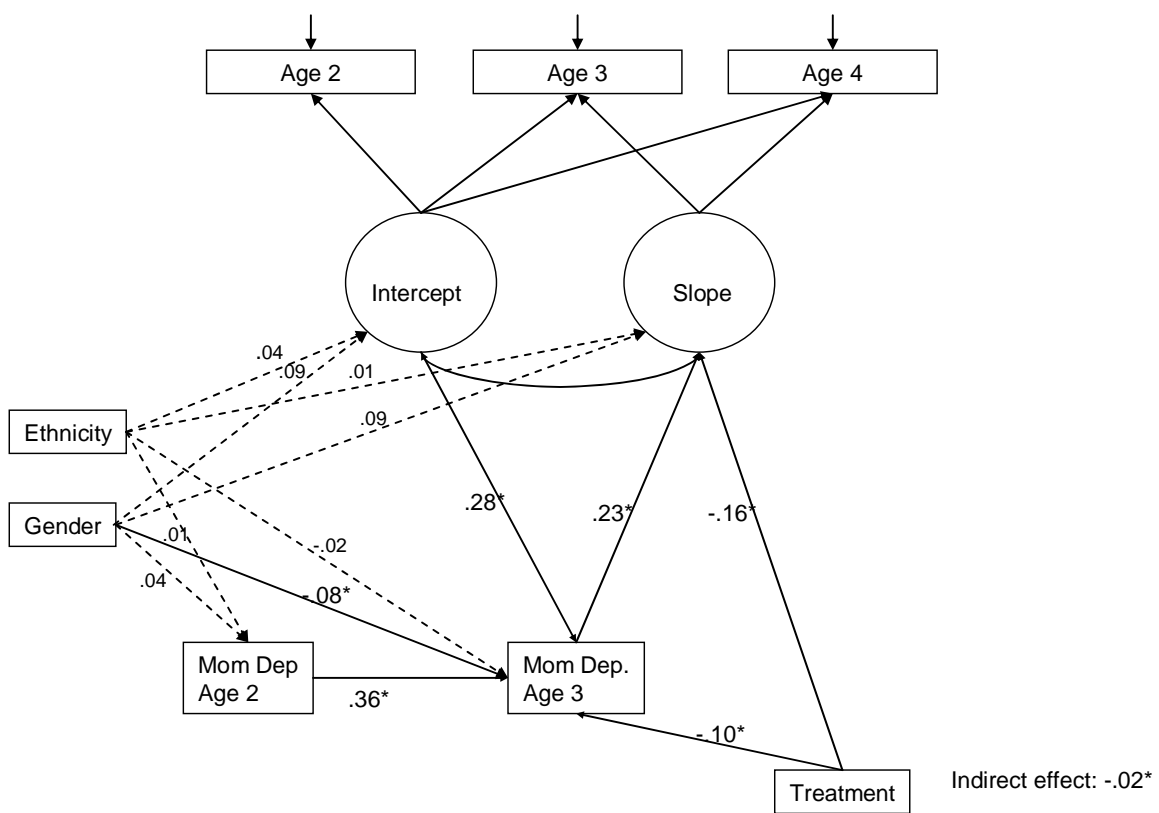 Age 2
Age 3
Age 4
Intercept
Slope
.04
.09
.01
Ethnicity
.09
Gender
.28*
.23*
-.16*
.01
-.02
.04
-.08*
Mom Dep
Age 2
Mom Dep.
Age 3
.36*
-.10*
Treatment
Indirect effect: -.02*